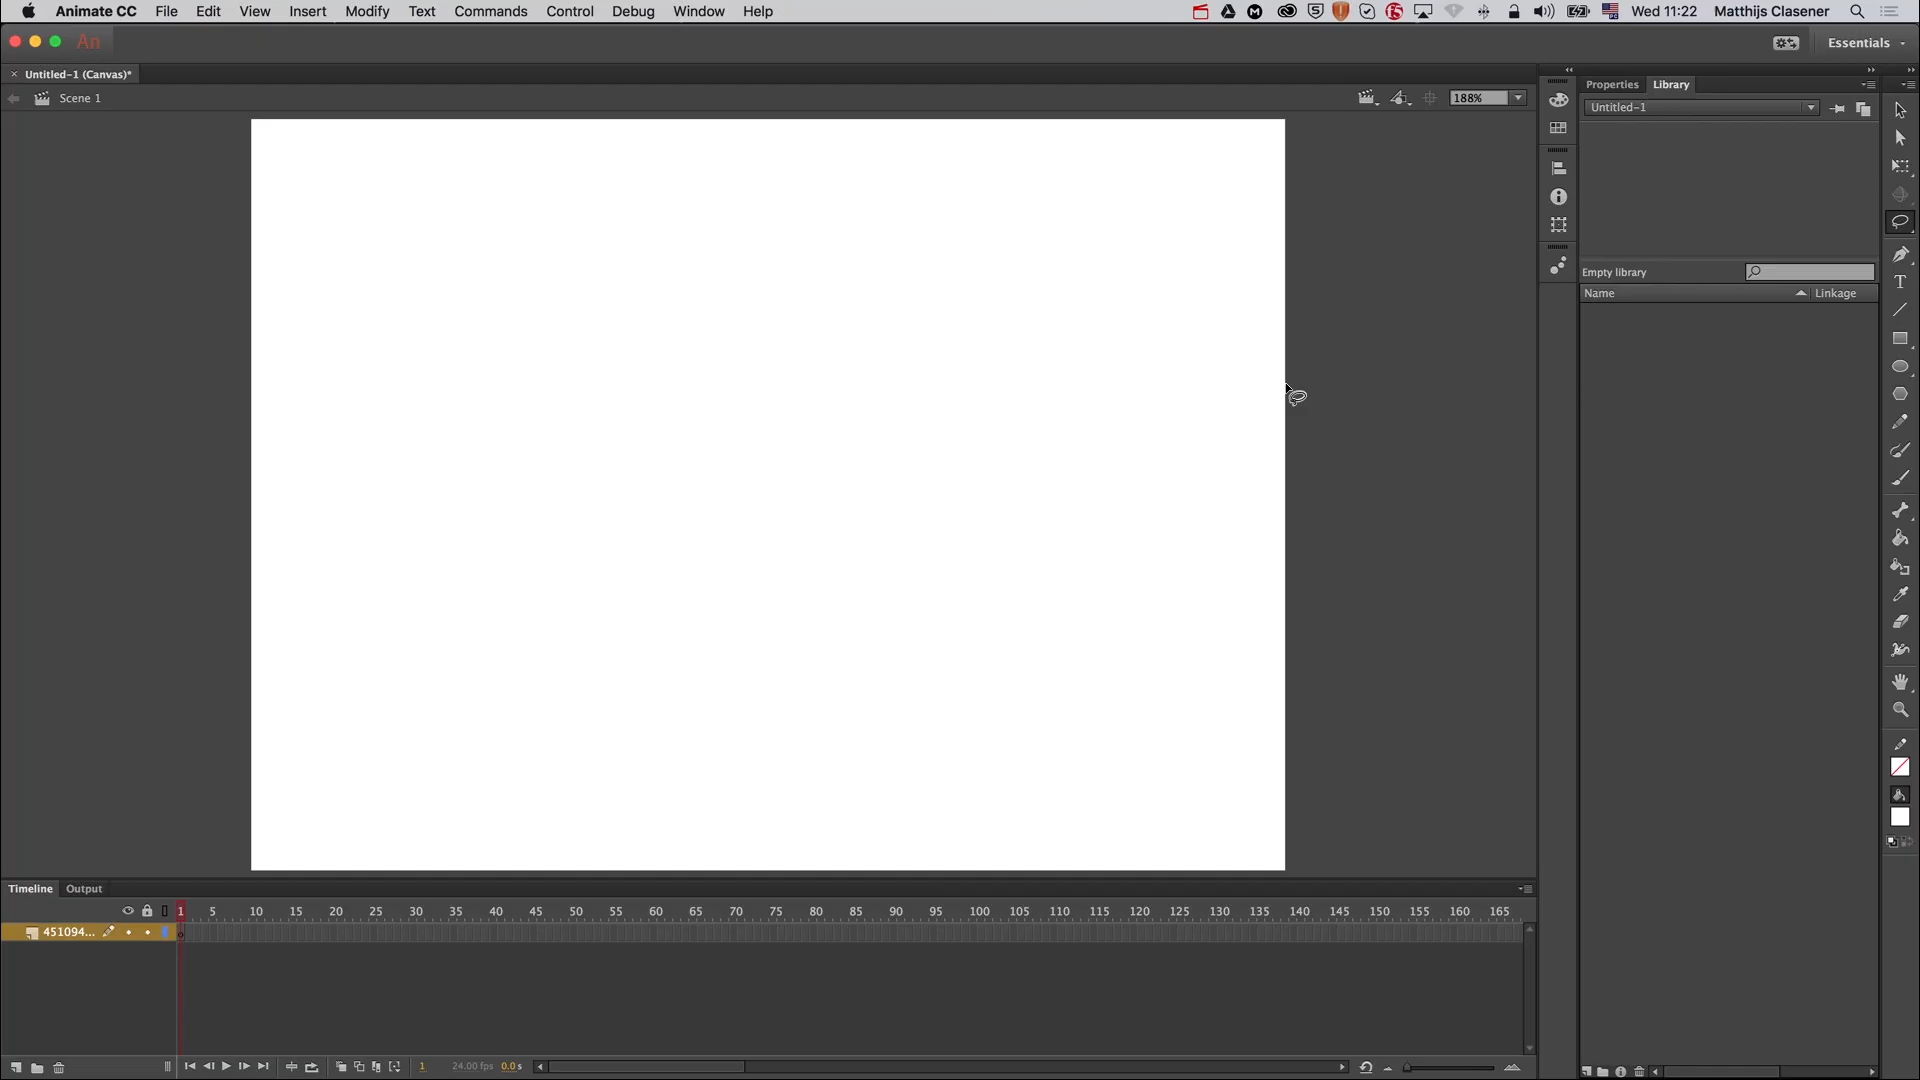 Animate CC File Edit View Insert Modify Text Commands Control Debug Window Help Wed 11:22 Matthijs Clasener
An Essentials
Untitled-1 (Canvas)* Properties Library
Scene 1 188% Untitled-1
Empty library
Name Linkage
Timeline Output
1 5 10 15 20 25 30 35 40 45 50 55 60 65 70 75 80 85 90 95 100 105 110 115 120 125 130 135 140 145 150 155 160 165
451094...
1 24.00 fps 0.0 s